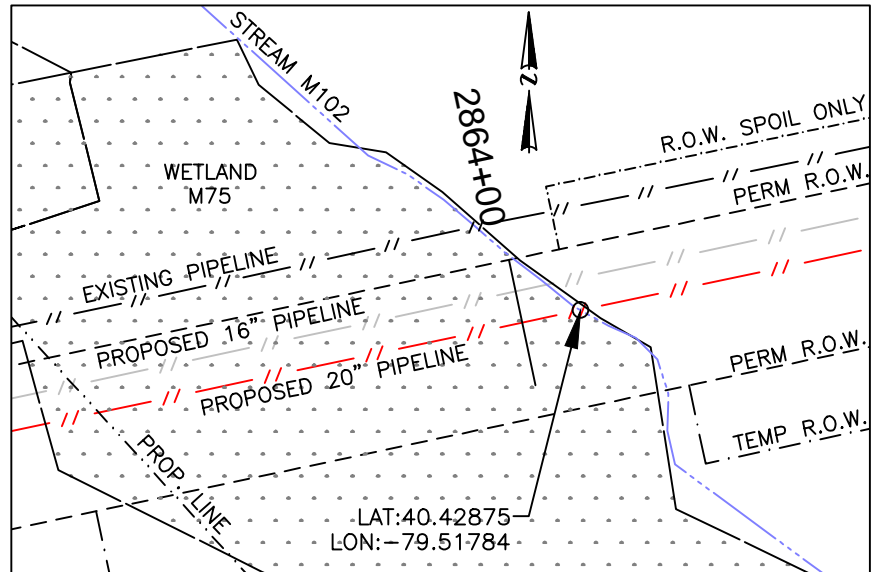 STREAM M102
N
2864+00
R.O.W. SPOIL ONLY
WETLAND
M75
PERM R.O.W.
EXISTING PIPELINE
PROPOSED 16" PIPELINE
PROPOSED 20" PIPELINE
PERM R.O.W.
PROP. LINE
TEMP R.O.W.
LAT:40.42875
LON:-79.51784